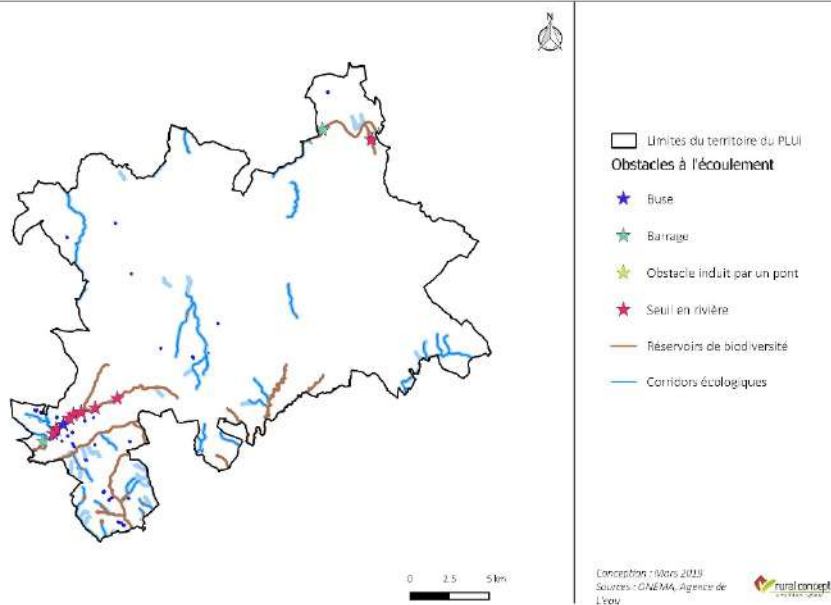 N
Limites du territoire du PLUi
Obstacles à l'écoulement
Buse
Barrage
Obstacle induit par un pont
Seuil en rivière
Réservoirs de biodiversité
Corridors écologiques
0 2.5 5 km
Conception : Mars 2019
Sources : ONEMA, Agence de
L'eau
rural concept